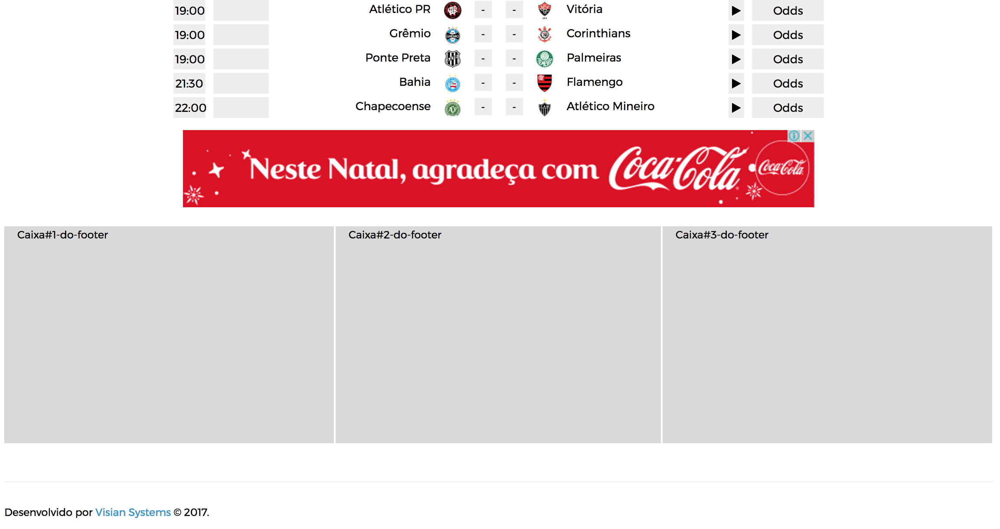 19:00 Atlético PR - - Vitória Odds
19:00 Grêmio - - Corinthians Odds
19:00 Ponte Preta - - Palmeiras Odds
21:30 Bahia - - Flamengo Odds
22:00 Chapecoense - - Atlético Mineiro Odds
Neste Natal, agradeça com Coca-Cola Coca-Cola
Caixa#1-do-footer Caixa#2-do-footer Caixa#3-do-footer
Desenvolvido por Visian Systems © 2017.